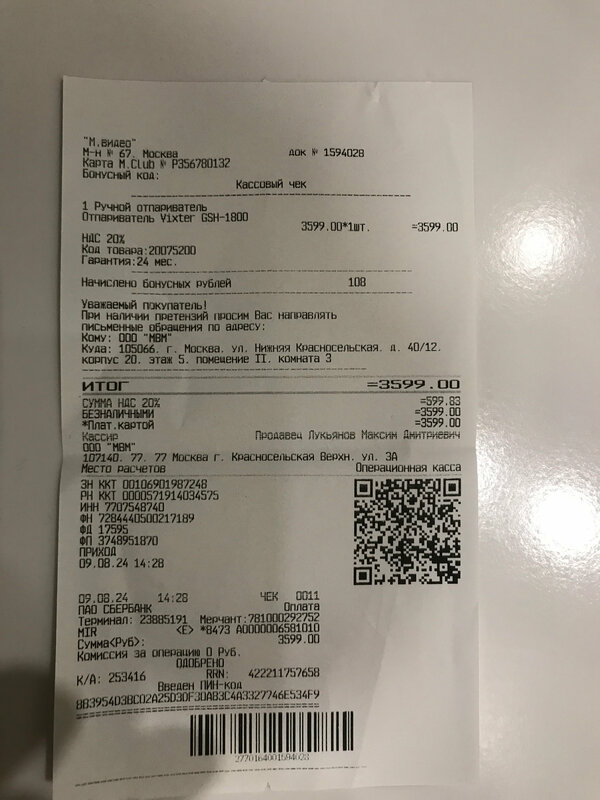 "М.видео"
М-н № 67. Москва док № 1594028
Карта M.Club № P356780132
Бонусный код:
Кассовый чек
1 Ручной отпариватель
Отпариватель Vixter GSH-1800
3599.00*1шт. =3599.00
НДС 20%
Код товара:20075200
Гарантия:24 мес.
Начислено бонусных рублей 108
Уважаемый покупатель!
При наличии претензий просим Вас направлять
письменные обращения по адресу:
Кому: ООО "МВМ"
Куда: 105066, г. Москва, ул. Нижняя Красносельская, д. 40/12,
корпус 20, этаж 5, помещение II, комната 3
ИТОГ =3599.00
СУММА НДС 20% =599.83
БЕЗНАЛИЧНЫМИ =3599.00
*Плат.картой =3599.00
Кассир Продавец Лукьянов Максим Дмитриевич
ООО "МВМ"
107140, 77, 77 Москва г. Красносельская Верхн. ул. 3А
Место расчетов Операционная касса
ЗН ККТ 00106901987248
РН ККТ 0000571914034575
ИНН 7707548740
ФН 7284440500217189
ФД 17595
ФП 3748951870
ПРИХОД
09.08.24 14:28
09.08.24 14:28 ЧЕК 0011
ПАО СБЕРБАНК Оплата
Терминал: 23885191 Мерчант:781000292752
MIR <E> *8473 A0000006581010
Сумма<Руб>: 3599.00
Комиссия за операцию 0 Руб.
ОДОБРЕНО
К/А: 253416 RRN: 422211757658
Введен ПИН-код
8B3954D3BC02A25D3DF30A83C4A3327746E534F9
2770164001594028